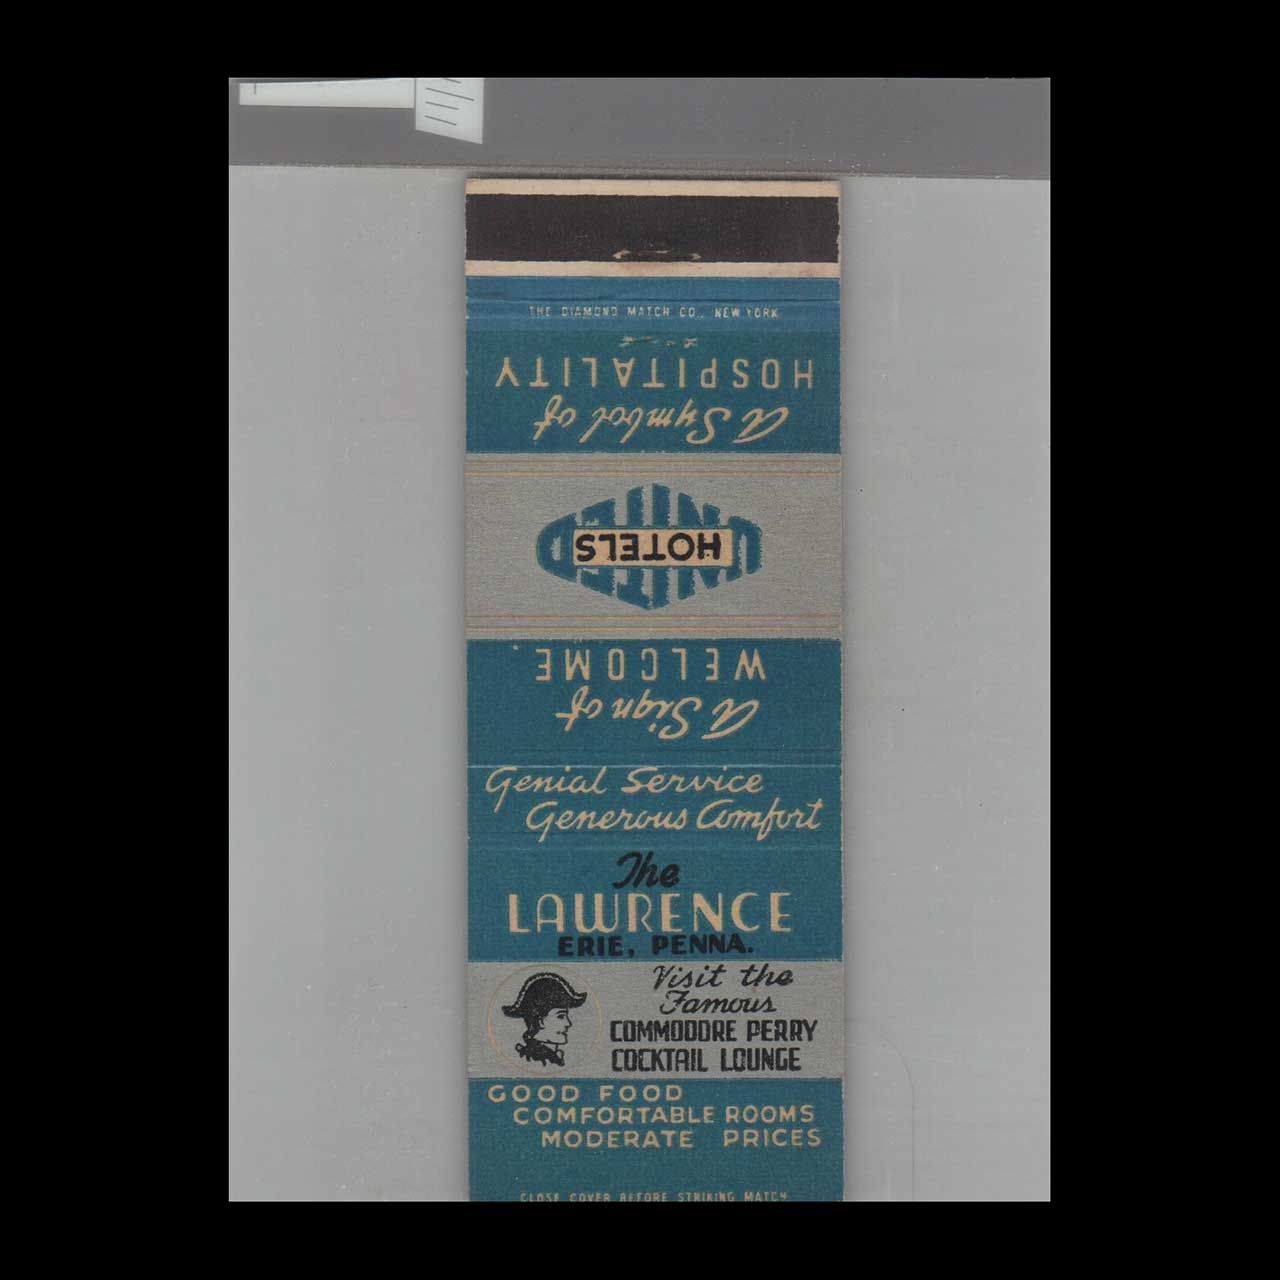 THE DIAMOND MATCH CO., NEW YORK
A Sign of
WELCOME.
UNITED
HOTELS
A Symbol of
HOSPITALITY
Genial Service
Generous Comfort
The
LAWRENCE
ERIE, PENNA.
Visit the
Famous
COMMODORE PERRY
COCKTAIL LOUNGE
GOOD FOOD
COMFORTABLE ROOMS
MODERATE PRICES
CLOSE COVER BEFORE STRIKING MATCH